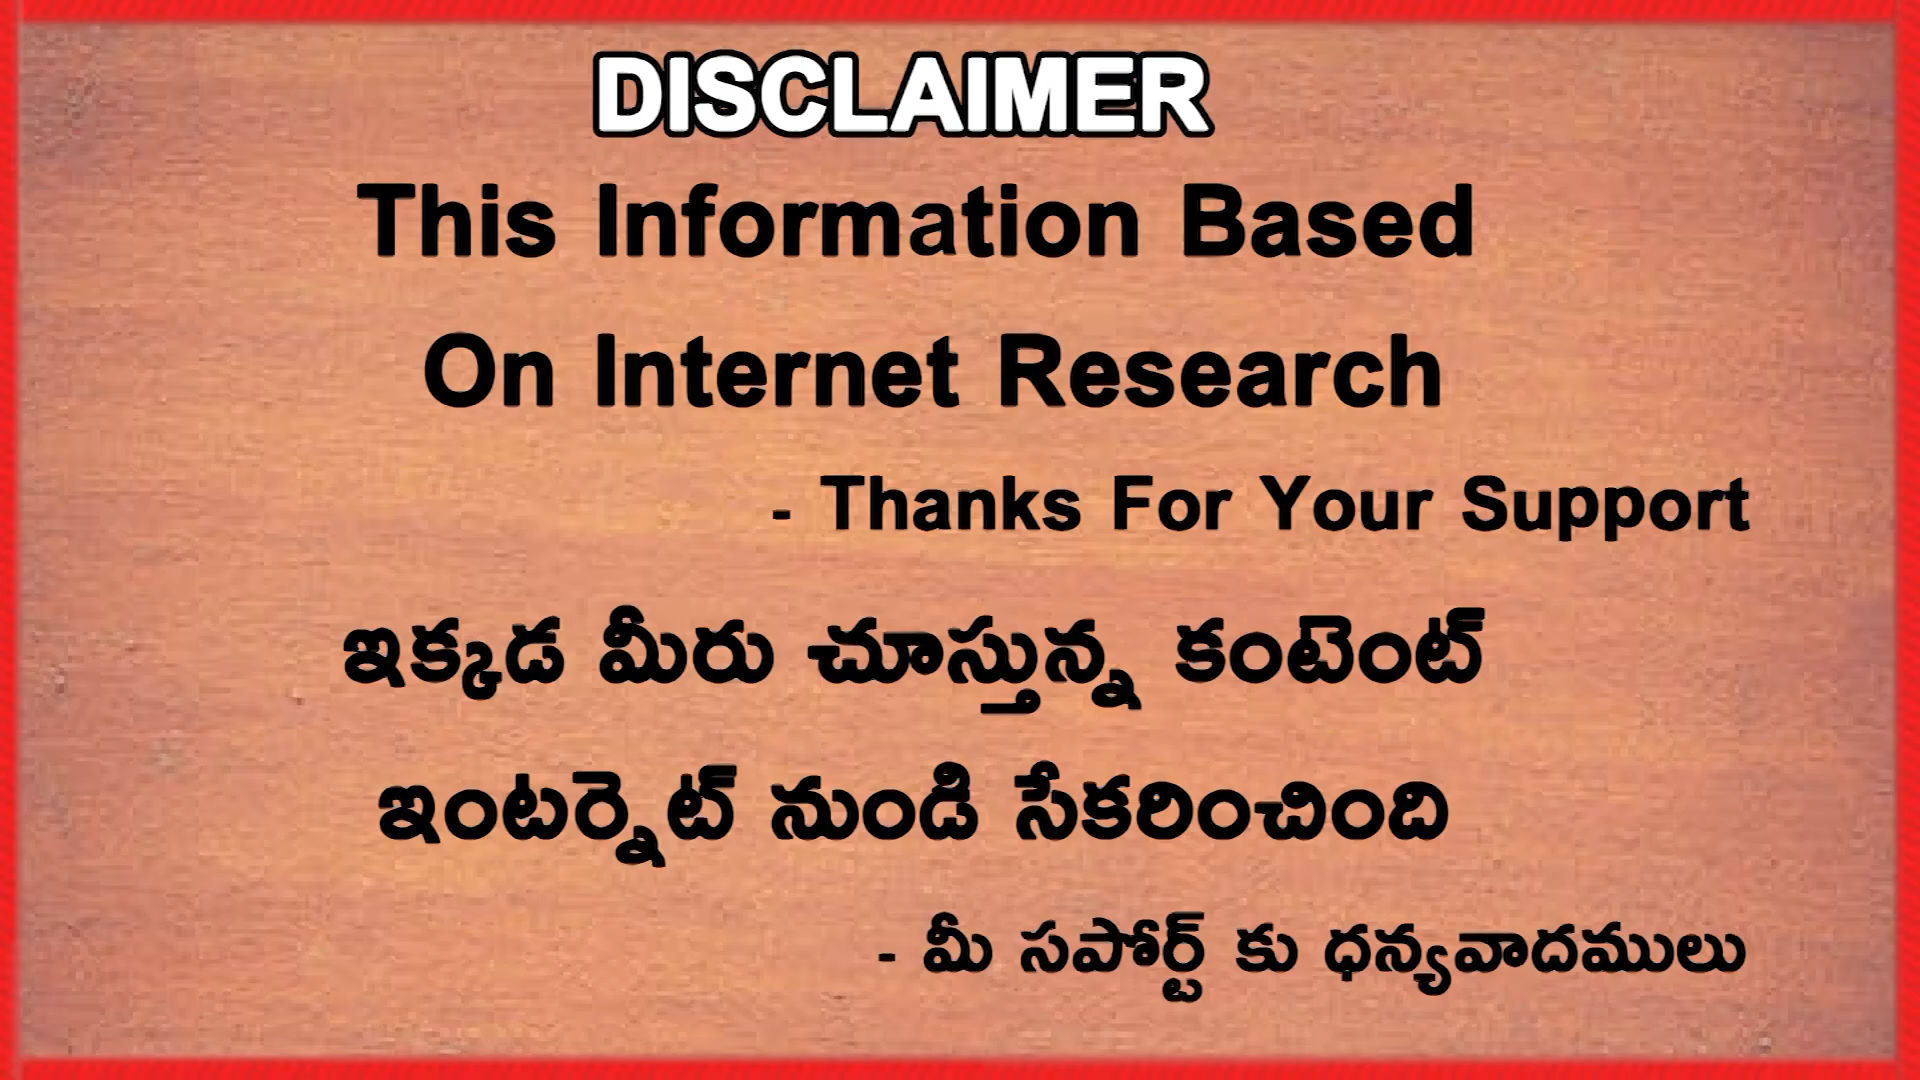 DISCLAIMER
This Information Based
On Internet Research
- Thanks For Your Support
ఇక్కడ మీరు చూస్తున్న కంటెంట్
ఇంటర్నెట్ నుండి సేకరించింది
- మీ సపోర్ట్ కు ధన్యవాదములు